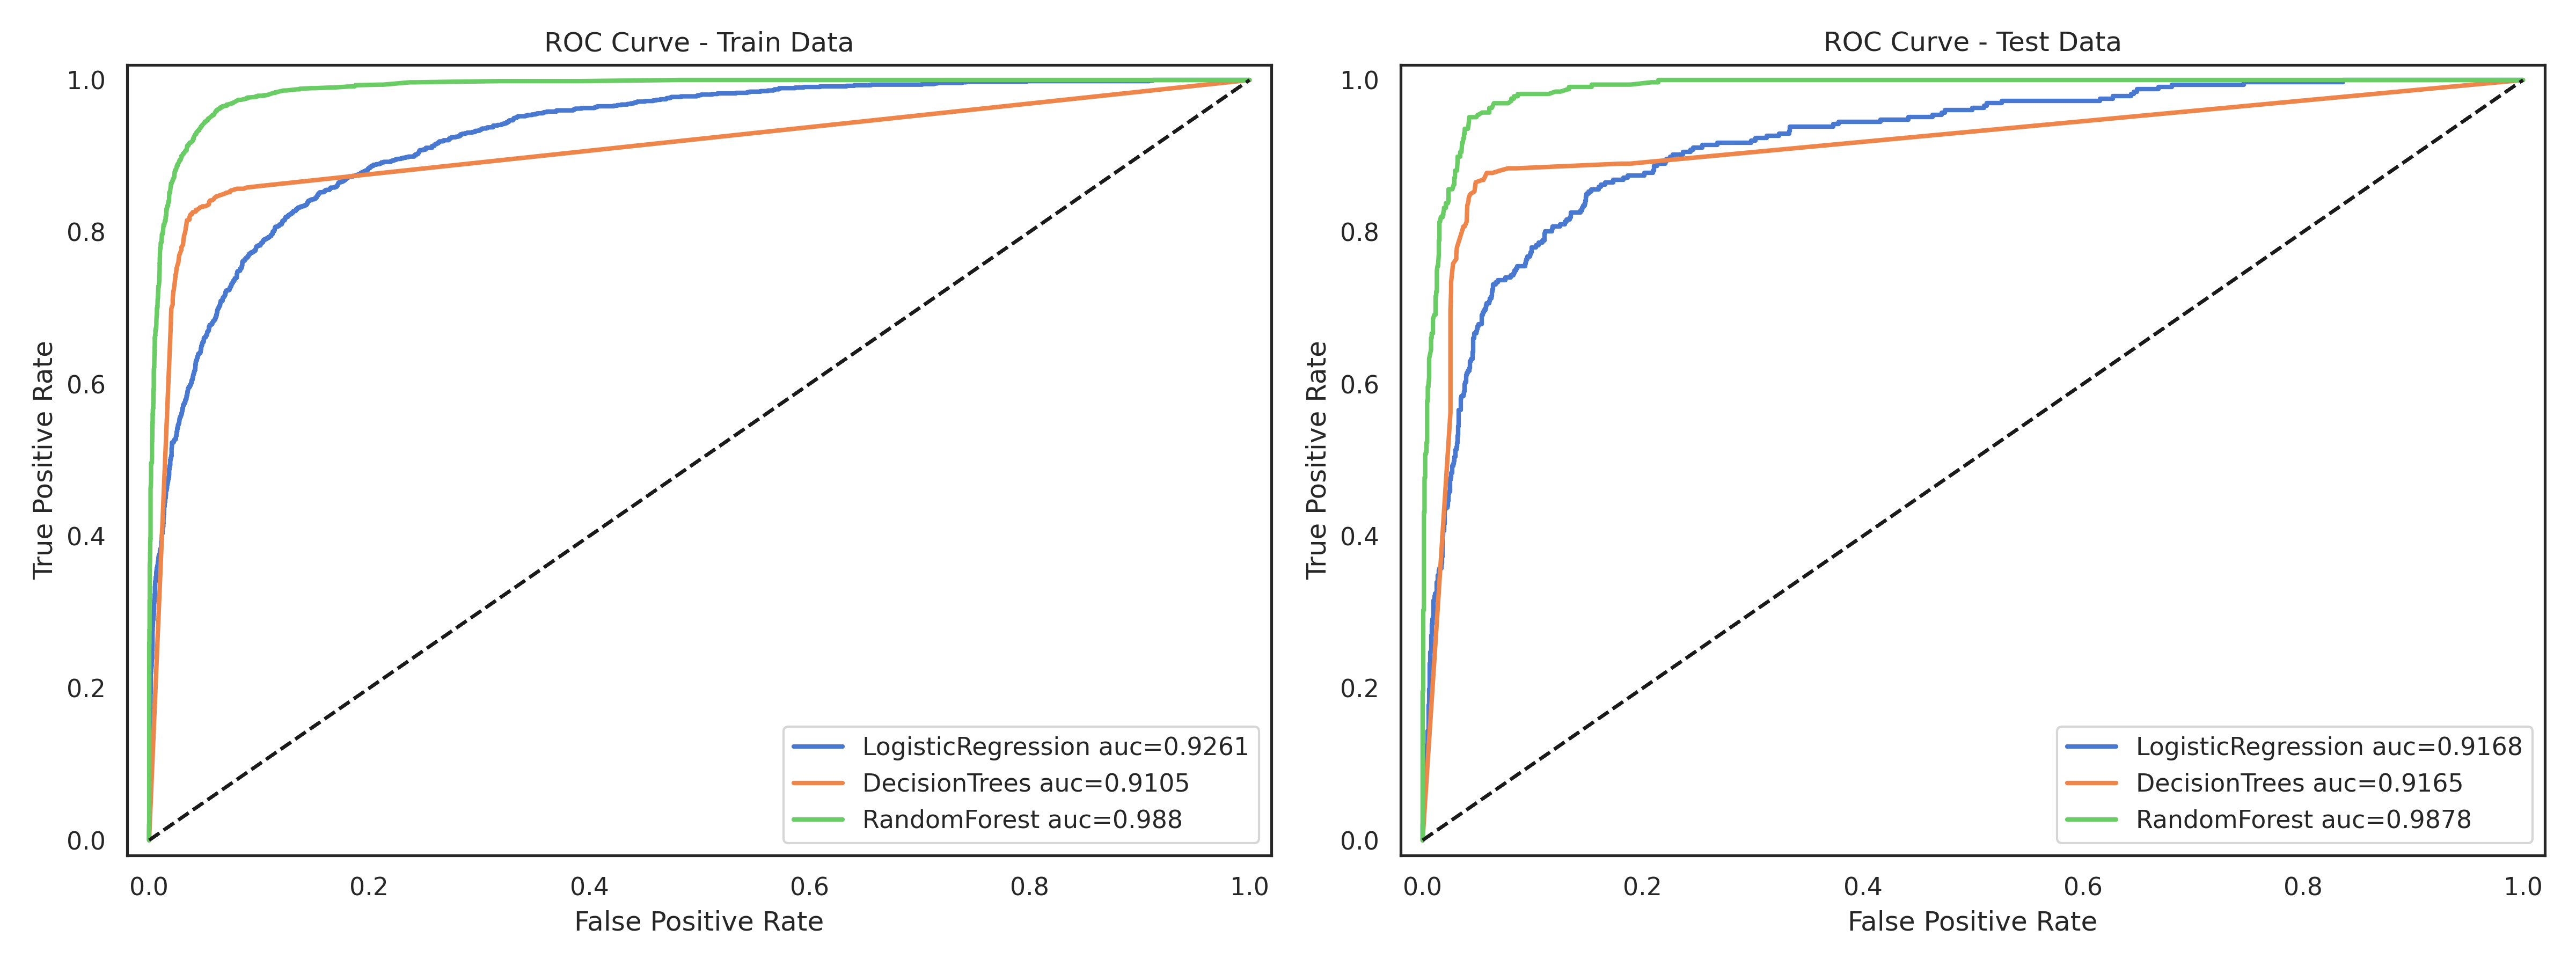 ROC Curve - Train Data
1.0
0.8
0.6
0.4
0.2
0.0
True Positive Rate
LogisticRegression auc=0.9261
DecisionTrees auc=0.9105
RandomForest auc=0.988
0.0 0.2 0.4 0.6 0.8 1.0
False Positive Rate
ROC Curve - Test Data
1.0
0.8
0.6
0.4
0.2
0.0
True Positive Rate
LogisticRegression auc=0.9168
DecisionTrees auc=0.9165
RandomForest auc=0.9878
0.0 0.2 0.4 0.6 0.8 1.0
False Positive Rate